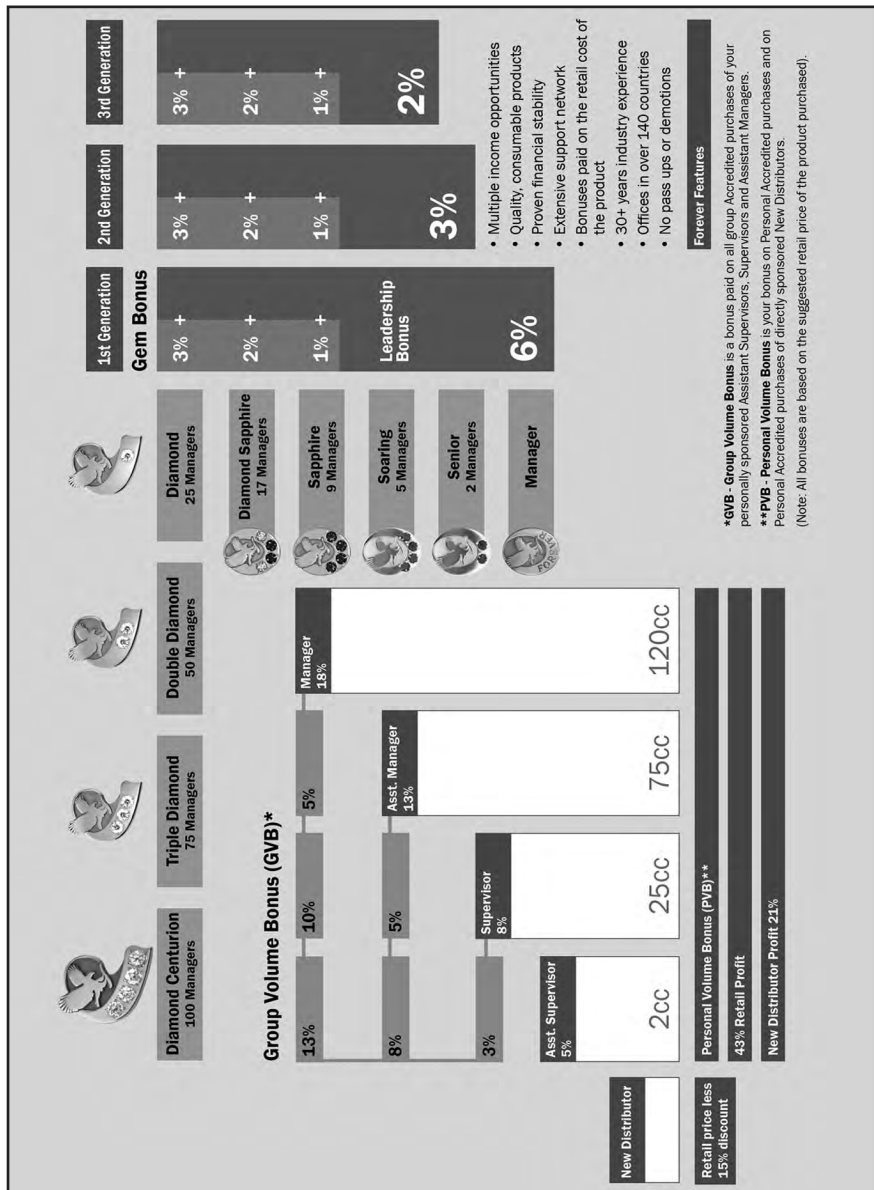 Diamond Centurion
100 Managers
Triple Diamond
75 Managers
Double Diamond
50 Managers
Diamond
25 Managers
1st Generation
2nd Generation
3rd Generation
Gem Bonus
3% +
3% +
3% +
Diamond Sapphire
17 Managers
2% +
2% +
2% +
Sapphire
9 Managers
1% +
1% +
1% +
Soaring
5 Managers
Leadership
Bonus
Senior
2 Managers
Manager
FOREVER
6%
3%
2%
Group Volume Bonus (GVB)*
13%
10%
5%
Manager
18%
8%
5%
Asst. Manager
13%
3%
Supervisor
8%
Asst. Supervisor
5%
New Distributor
2cc
25cc
75cc
120cc
Retail price less
15% discount
Personal Volume Bonus (PVB)**
43% Retail Profit
New Distributor Profit 21%
• Multiple income opportunities
• Quality, consumable products
• Proven financial stability
• Extensive support network
• Bonuses paid on the retail cost of
the product
• 30+ years industry experience
• Offices in over 140 countries
• No pass ups or demotions
Forever Features
*GVB - Group Volume Bonus is a bonus paid on all group Accredited purchases of your
personally sponsored Assistant Supervisors, Supervisors and Assistant Managers.
**PVB - Personal Volume Bonus is your bonus on Personal Accredited purchases and on
Personal Accredited purchases of directly sponsored New Distributors.
(Note: All bonuses are based on the suggested retail price of the product purchased).